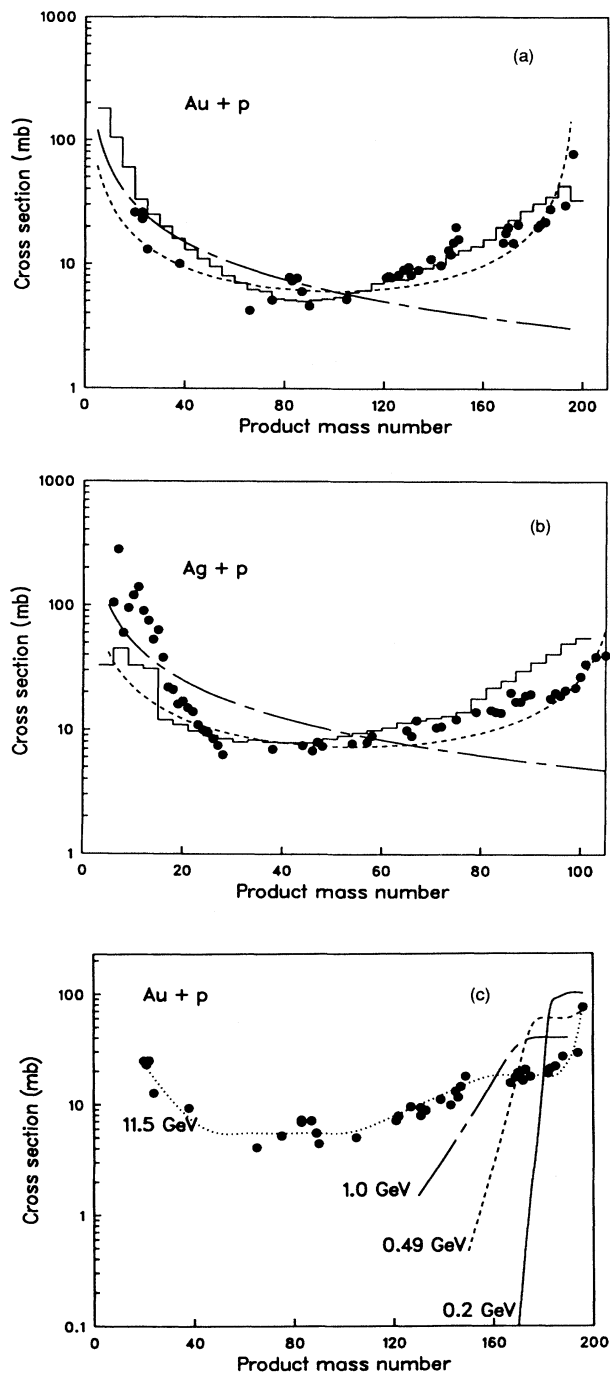 1000
(a)
Au + p
100
10
1
Cross section (mb)
0 40 80 120 160 200
Product mass number
1000
(b)
Ag + p
100
10
1
Cross section (mb)
0 20 40 60 80 100
Product mass number
Au + p
(c)
100
10
1
0.1
Cross section (mb)
11.5 GeV
1.0 GeV
0.49 GeV
0.2 GeV
0 40 80 120 160 200
Product mass number